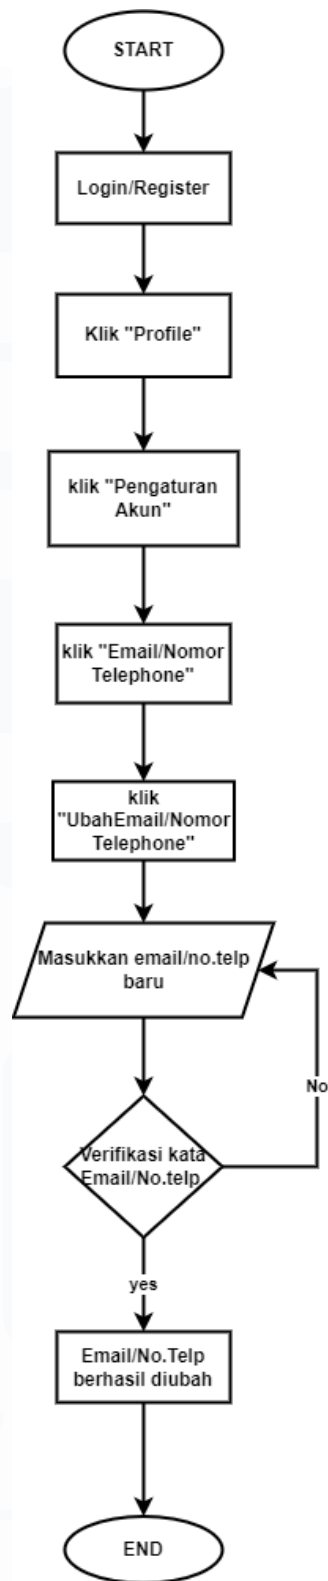 START
Login/Register
Klik "Profile"
klik "Pengaturan
Akun"
klik "Email/Nomor
Telephone"
klik
"UbahEmail/Nomor
Telephone"
Masukkan email/no.telp
baru
No
Verifikasi kata
Email/No.telp
yes
Email/No.Telp
berhasil diubah
END